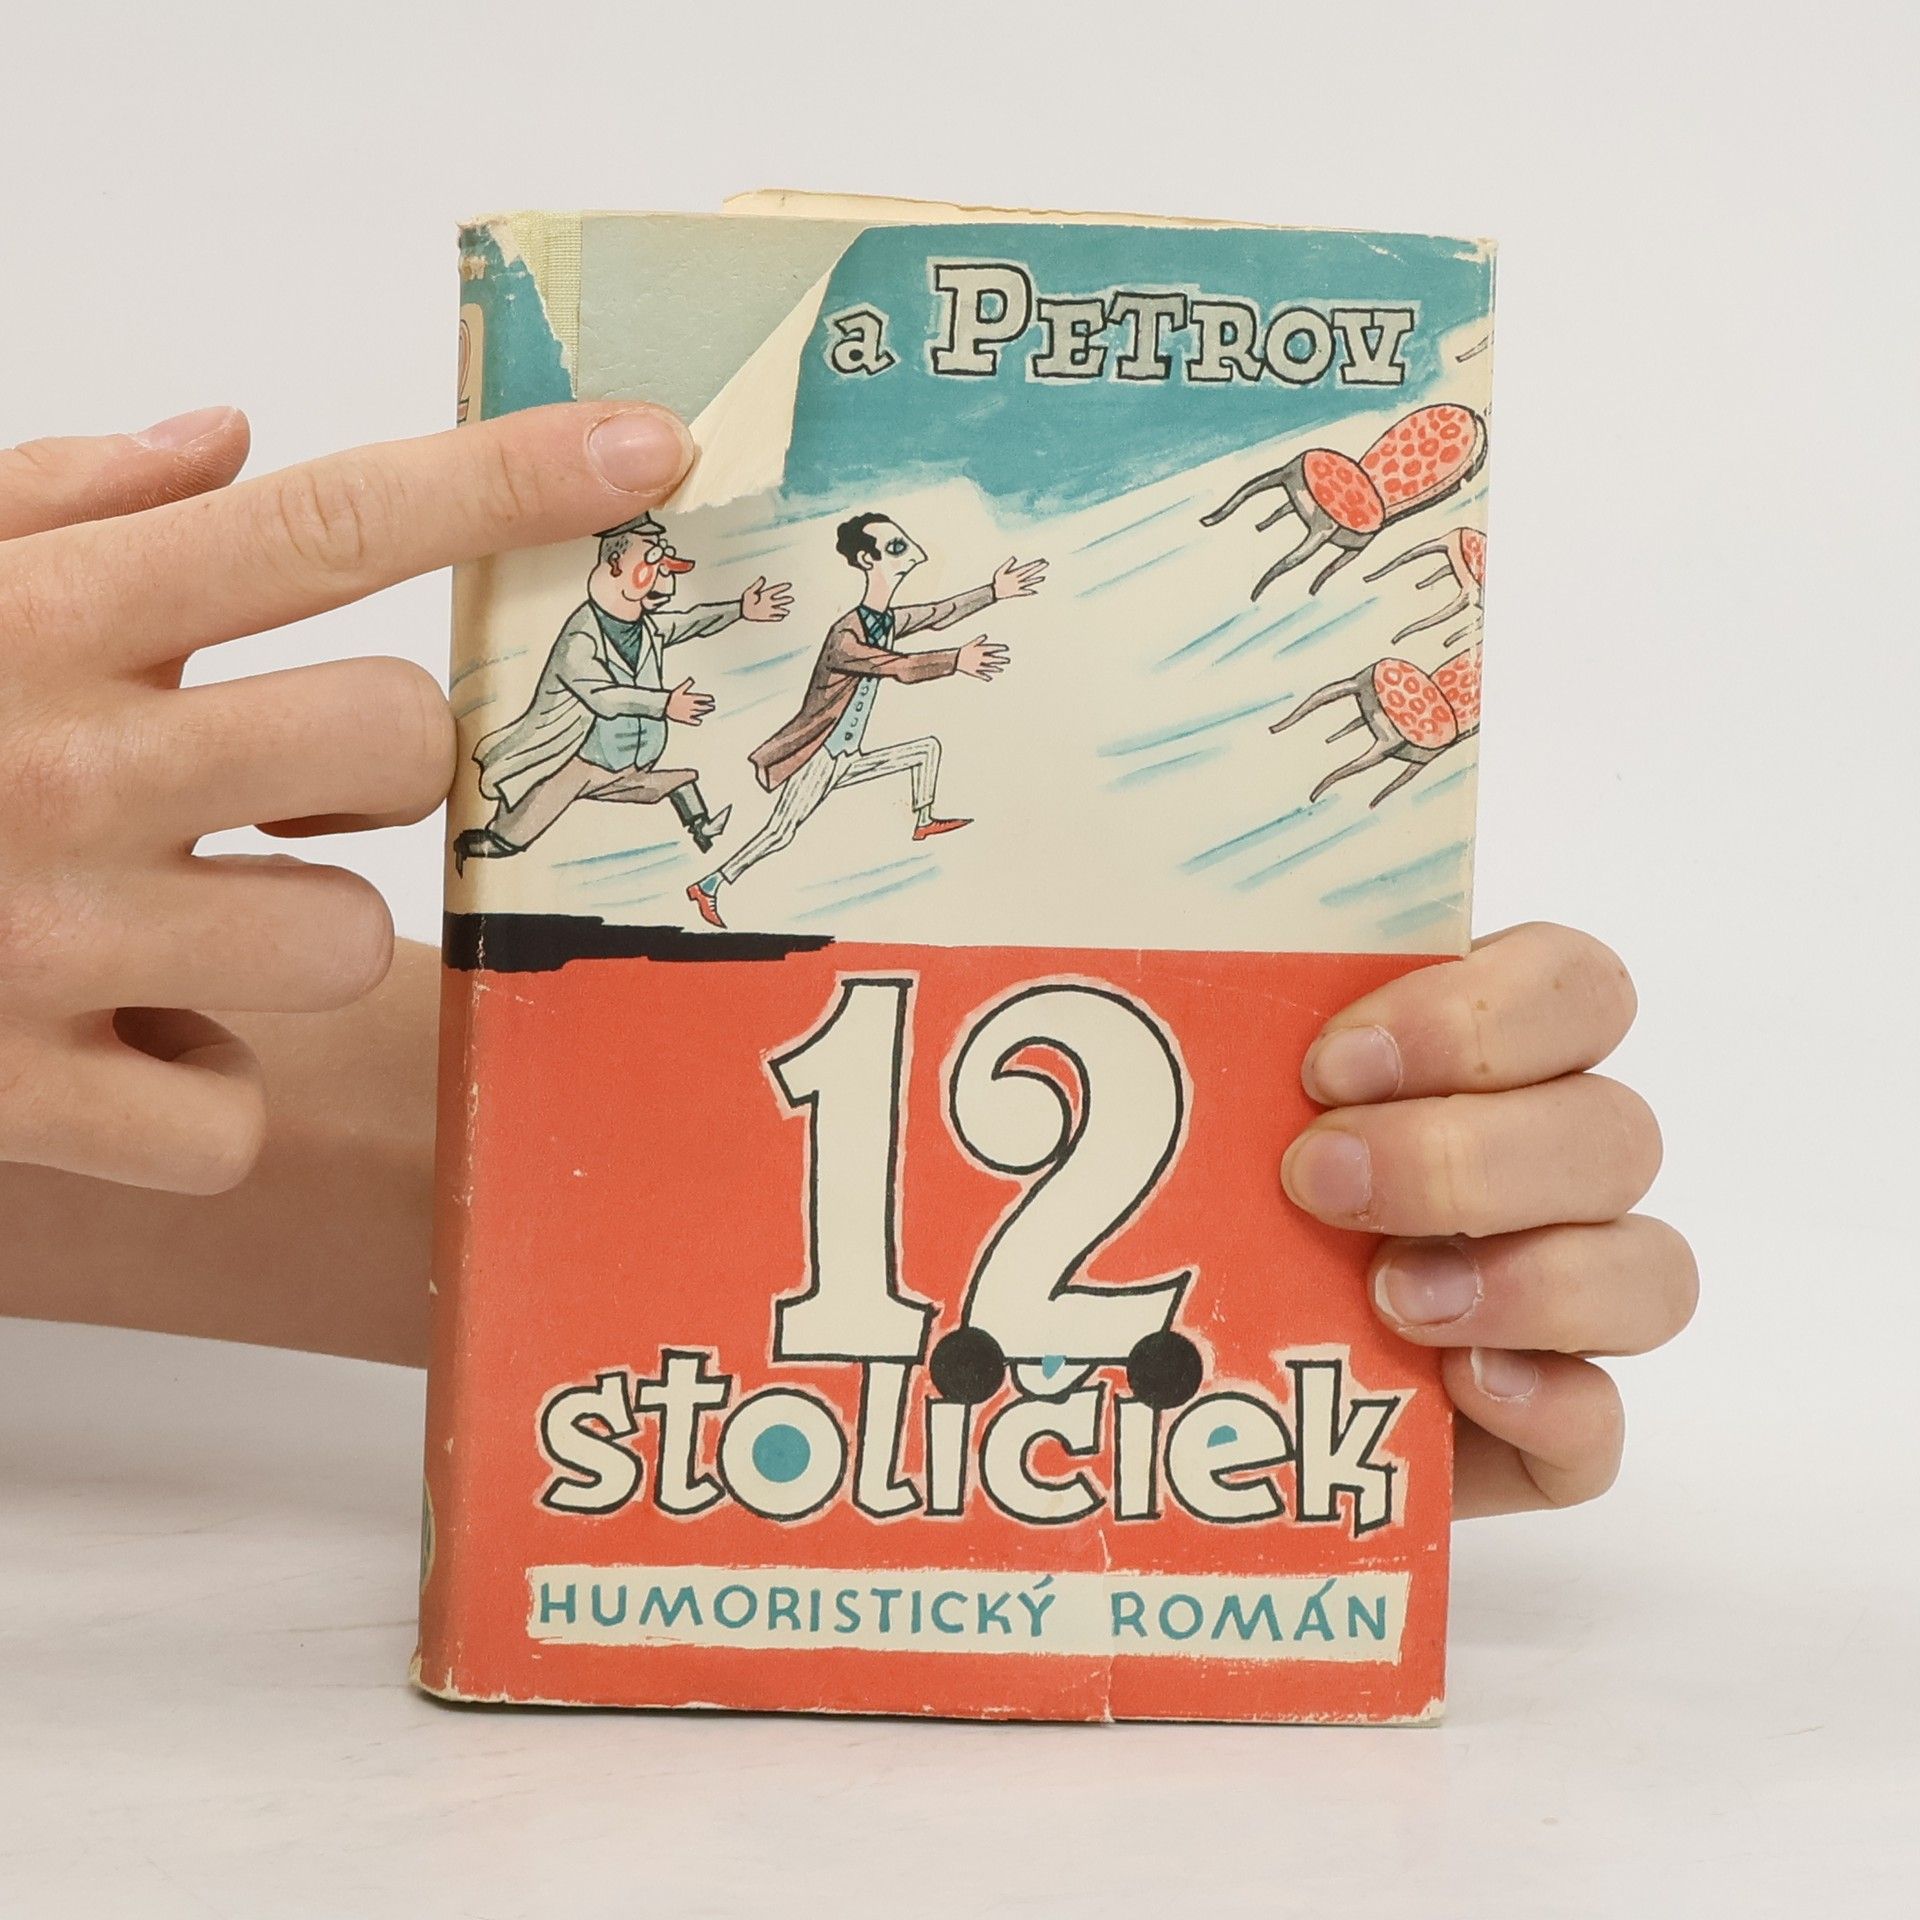 a PETROV
12
stoličiek
HUMORISTICKÝ ROMÁN